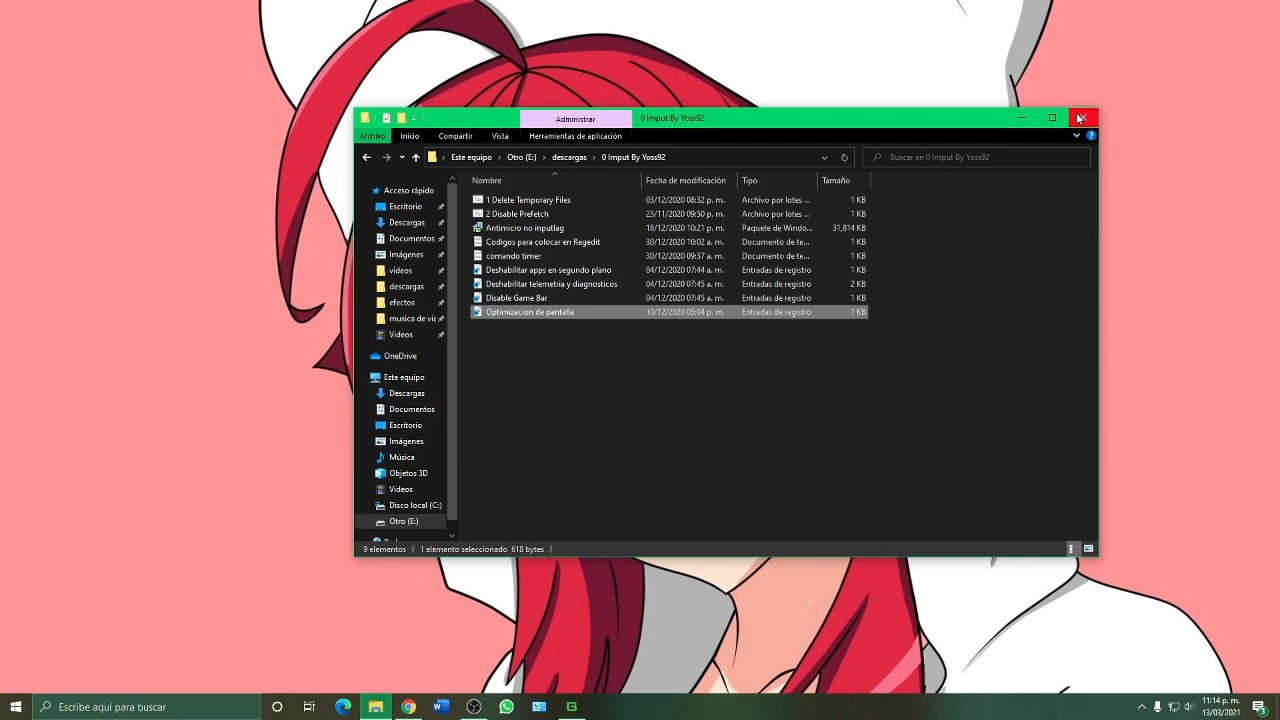 Administrar
0 Imput By Yoss92
Archivo
Inicio
Compartir
Vista
Herramientas de aplicación
Este equipo
Otro (E:)
descargas
0 Imput By Yoss92
Buscar en 0 Imput By Yoss92
Nombre
Fecha de modificación
Tipo
Tamaño
Acceso rápido
Escritorio
Descargas
Documentos
Imágenes
videos
descargas
efectos
musica de vid
Videos
OneDrive
Este equipo
Descargas
Documentos
Escritorio
Imágenes
Música
Objetos 3D
Videos
Disco local (C:)
Otro (E:)
1 Delete Temporary Files 03/12/2020 08:32 p. m. Archivo por lotes ... 1 KB
2 Disable Prefetch 23/11/2020 09:50 p. m. Archivo por lotes ... 1 KB
Antimicro no inputlag 18/12/2020 10:21 p. m. Paquete de Windo... 31,814 KB
Codigos para colocar en Regedit 30/12/2020 10:02 a. m. Documento de te... 1 KB
comando timer 30/12/2020 09:37 a. m. Documento de te... 1 KB
Deshabilitar apps en segundo plano 04/12/2020 07:44 a. m. Entradas de registro 1 KB
Deshabilitar telemetria y diagnosticos 04/12/2020 07:45 a. m. Entradas de registro 2 KB
Disable Game Bar 04/12/2020 07:45 a. m. Entradas de registro 1 KB
Optimizacion de pantalla 10/12/2020 05:04 p. m. Entradas de registro 1 KB
9 elementos
1 elemento seleccionado 618 bytes
Escribe aquí para buscar
11:14 p. m.
13/03/2021
3